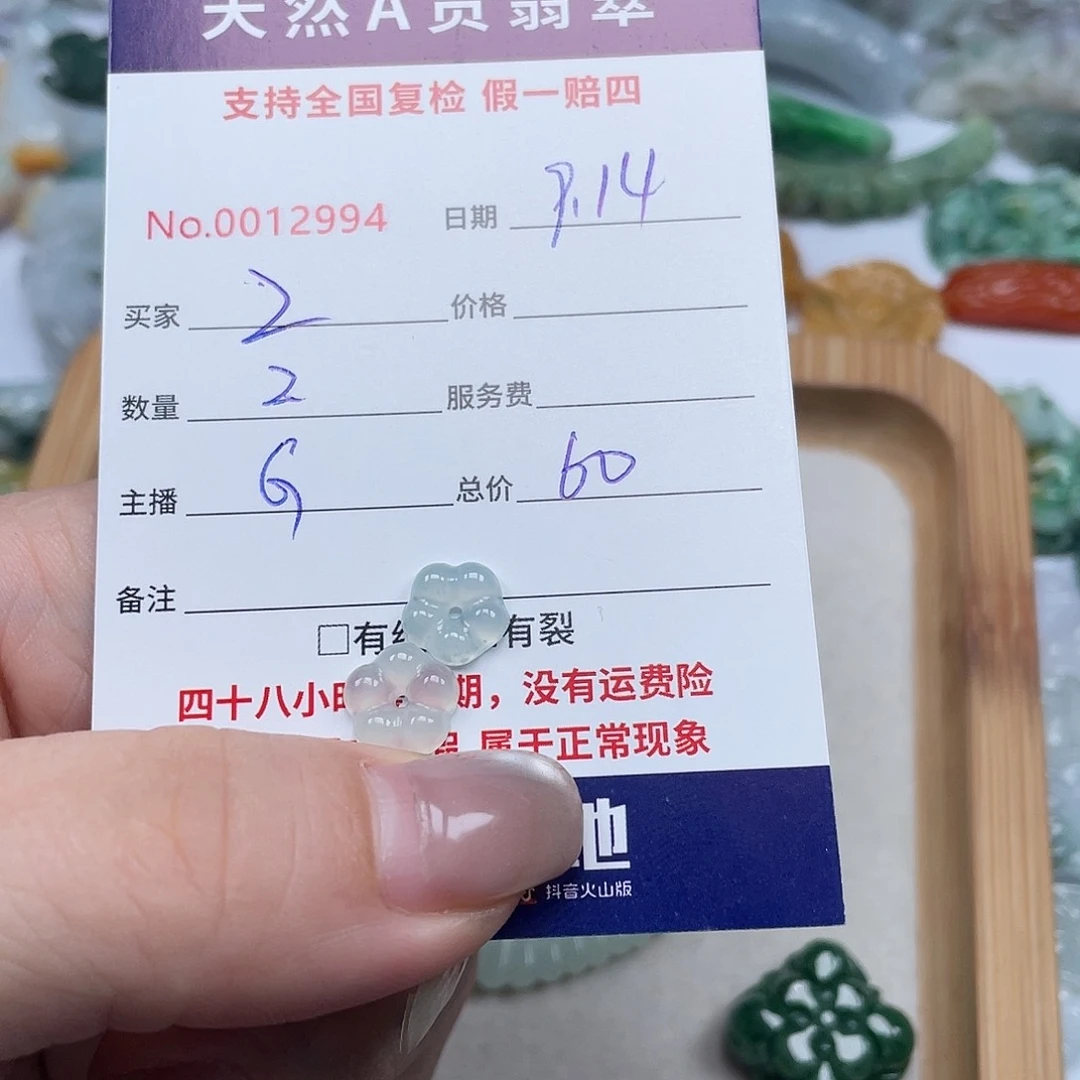 天然A货翡翠
支持全国复检 假一赔四
No.0012994 日期 9.14
买家 2 价格
数量 2 服务费
主播 G 总价 60
备注
□有 有裂
四十八小 期，没有运费险
属于正常现象
地
抖音火山版